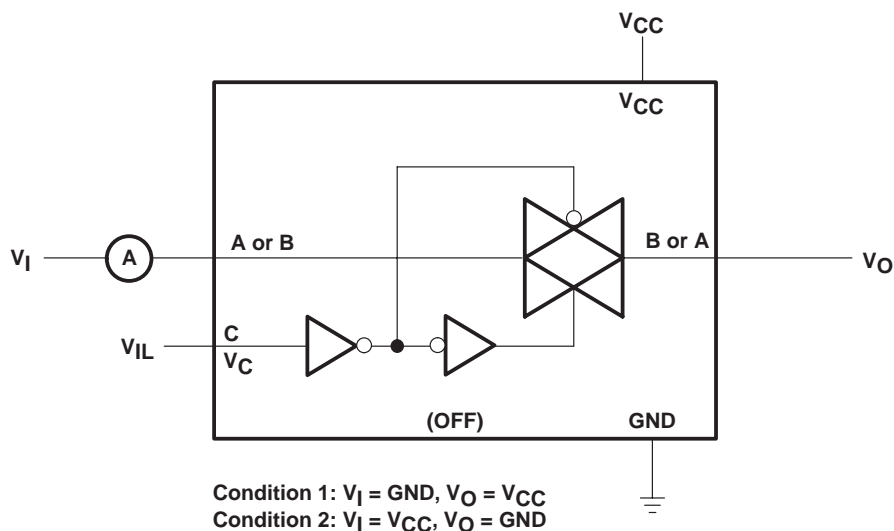 VCC
VCC
VI
A
A or B
B or A
VO
VIL
C
VC
(OFF)
GND
Condition 1: VI = GND, VO = VCC
Condition 2: VI = VCC, VO = GND